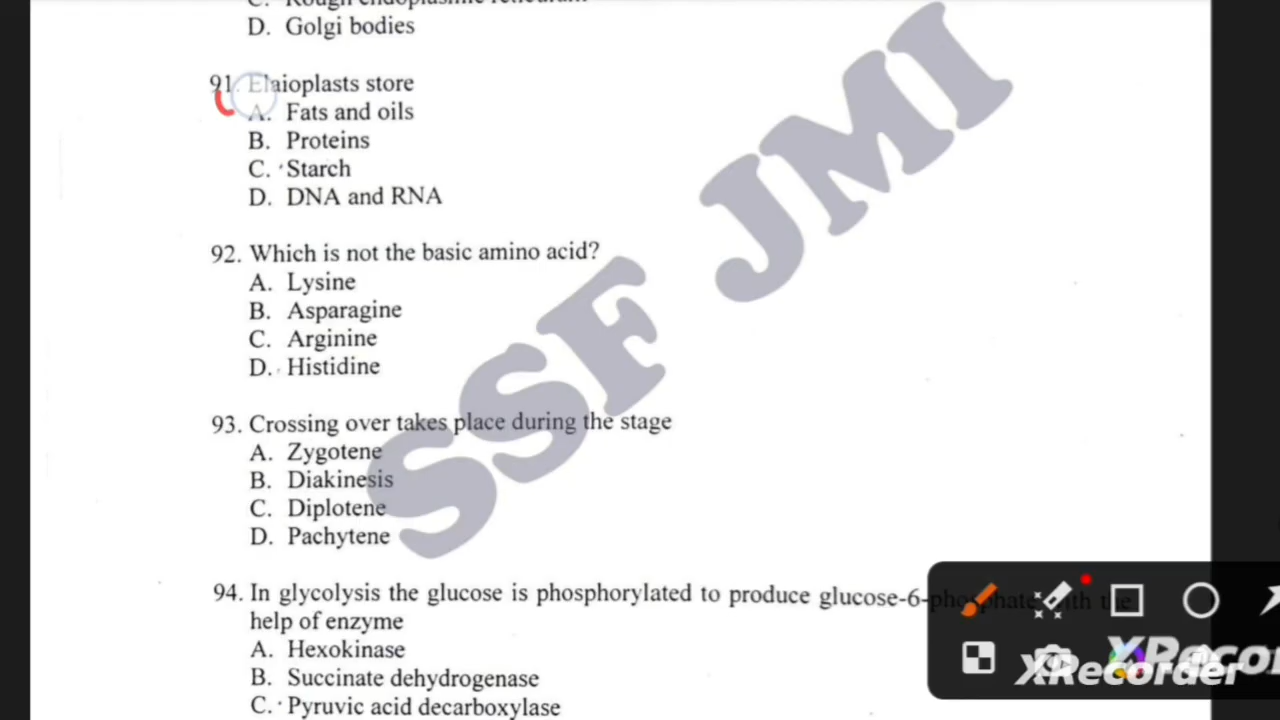 D. Golgi bodies
91. Elaioplasts store
A. Fats and oils
B. Proteins
C. Starch
D. DNA and RNA
92. Which is not the basic amino acid?
A. Lysine
B. Asparagine
C. Arginine
D. Histidine
93. Crossing over takes place during the stage
A. Zygotene
B. Diakinesis
C. Diplotene
D. Pachytene
94. In glycolysis the glucose is phosphorylated to produce glucose-6-phosphate with the
help of enzyme
A. Hexokinase
B. Succinate dehydrogenase
C. Pyruvic acid decarboxylase
SSF JMI
XRecorder